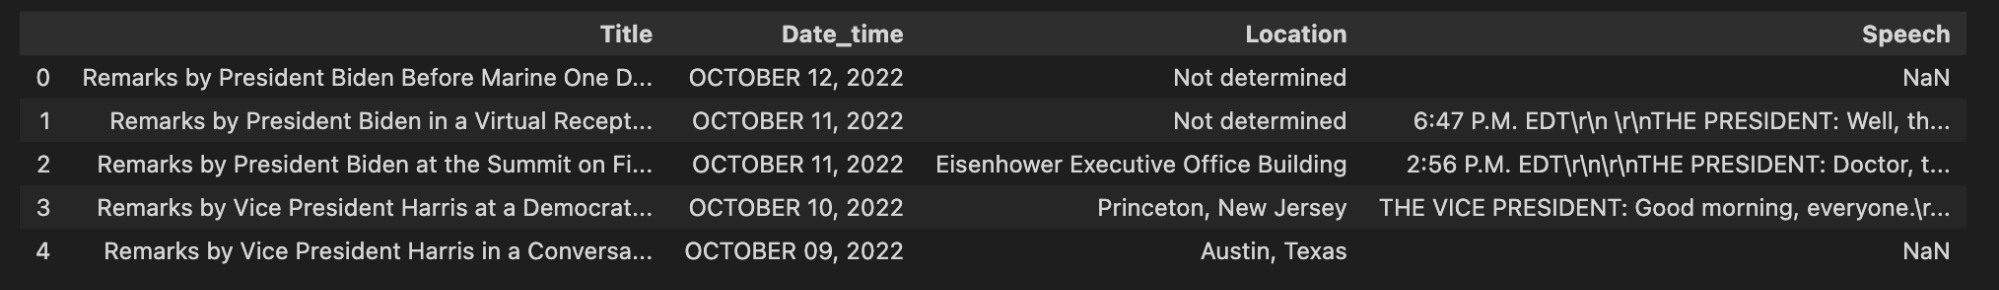 Title Date_time Location Speech
0 Remarks by President Biden Before Marine One D... OCTOBER 12, 2022 Not determined NaN
1 Remarks by President Biden in a Virtual Recept... OCTOBER 11, 2022 Not determined 6:47 P.M. EDT\r\n \r\nTHE PRESIDENT: Well, th...
2 Remarks by President Biden at the Summit on Fi... OCTOBER 11, 2022 Eisenhower Executive Office Building 2:56 P.M. EDT\r\n\r\nTHE PRESIDENT: Doctor, t...
3 Remarks by Vice President Harris at a Democrat... OCTOBER 10, 2022 Princeton, New Jersey THE VICE PRESIDENT: Good morning, everyone.\r...
4 Remarks by Vice President Harris in a Conversa... OCTOBER 09, 2022 Austin, Texas NaN